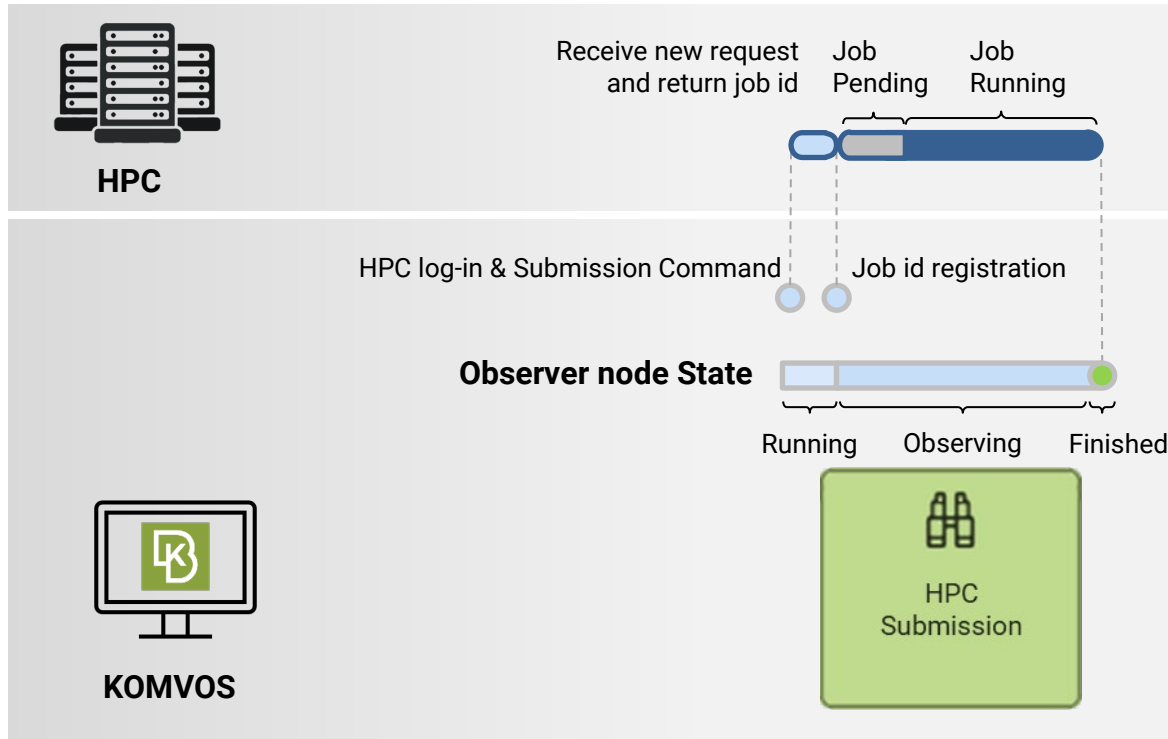 Receive new request
and return job id
Job
Pending
Job
Running
HPC
HPC log-in & Submission Command
Job id registration
Observer node State
Running
Observing
Finished
HPC
Submission
KOMVOS